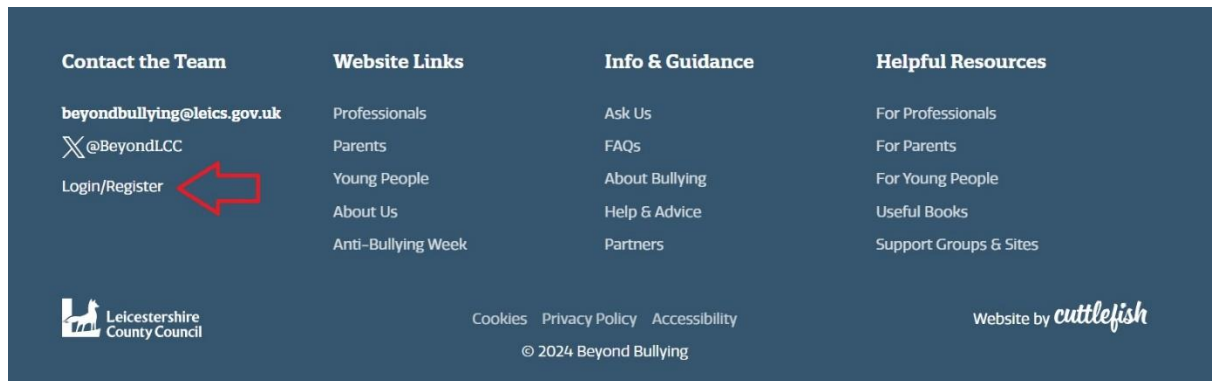 Contact the Team
beyondbullying@leics.gov.uk
@BeyondLCC
Login/Register
Website Links
Professionals
Parents
Young People
About Us
Anti-Bullying Week
Info & Guidance
Ask Us
FAQs
About Bullying
Help & Advice
Partners
Helpful Resources
For Professionals
For Parents
For Young People
Useful Books
Support Groups & Sites
Leicestershire
County Council
Cookies Privacy Policy Accessibility
© 2024 Beyond Bullying
Website by cuttlefish